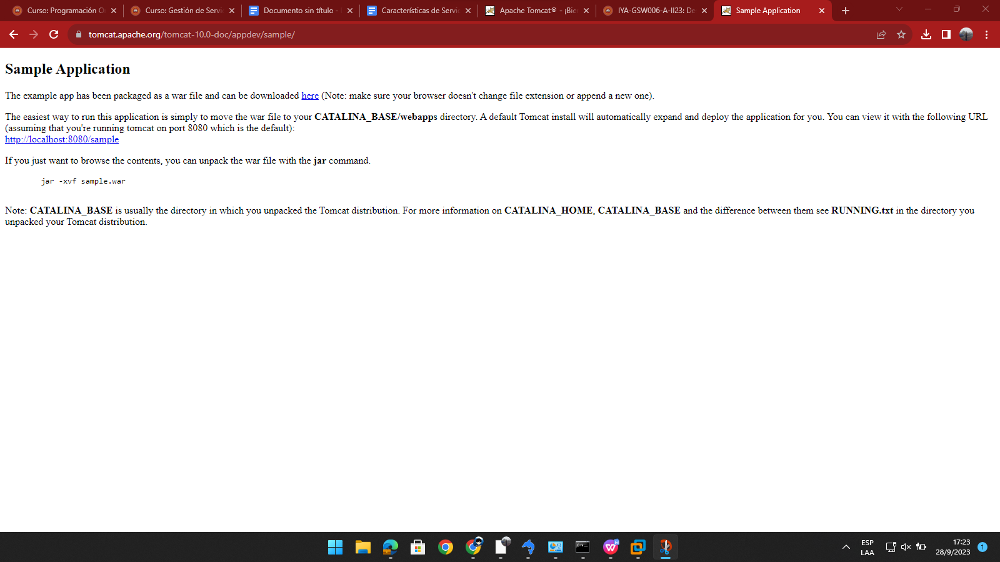 Curso: Programación O
Curso: Gestión de Servic
Documento sin título -
Características de Servic
Apache Tomcat® - ¡Bie
IYA-GSW006-A-II23: De
Sample Application
tomcat.apache.org/tomcat-10.0-doc/appdev/sample/
Sample Application
The example app has been packaged as a war file and can be downloaded here (Note: make sure your browser doesn't change file extension or append a new one).
The easiest way to run this application is simply to move the war file to your CATALINA_BASE/webapps directory. A default Tomcat install will automatically expand and deploy the application for you. You can view it with the following URL
(assuming that you're running tomcat on port 8080 which is the default):
http://localhost:8080/sample
If you just want to browse the contents, you can unpack the war file with the jar command.
jar -xvf sample.war
Note: CATALINA_BASE is usually the directory in which you unpacked the Tomcat distribution. For more information on CATALINA_HOME, CATALINA_BASE and the difference between them see RUNNING.txt in the directory you
unpacked your Tomcat distribution.
ESP
LAA
17:23
28/9/2023
1